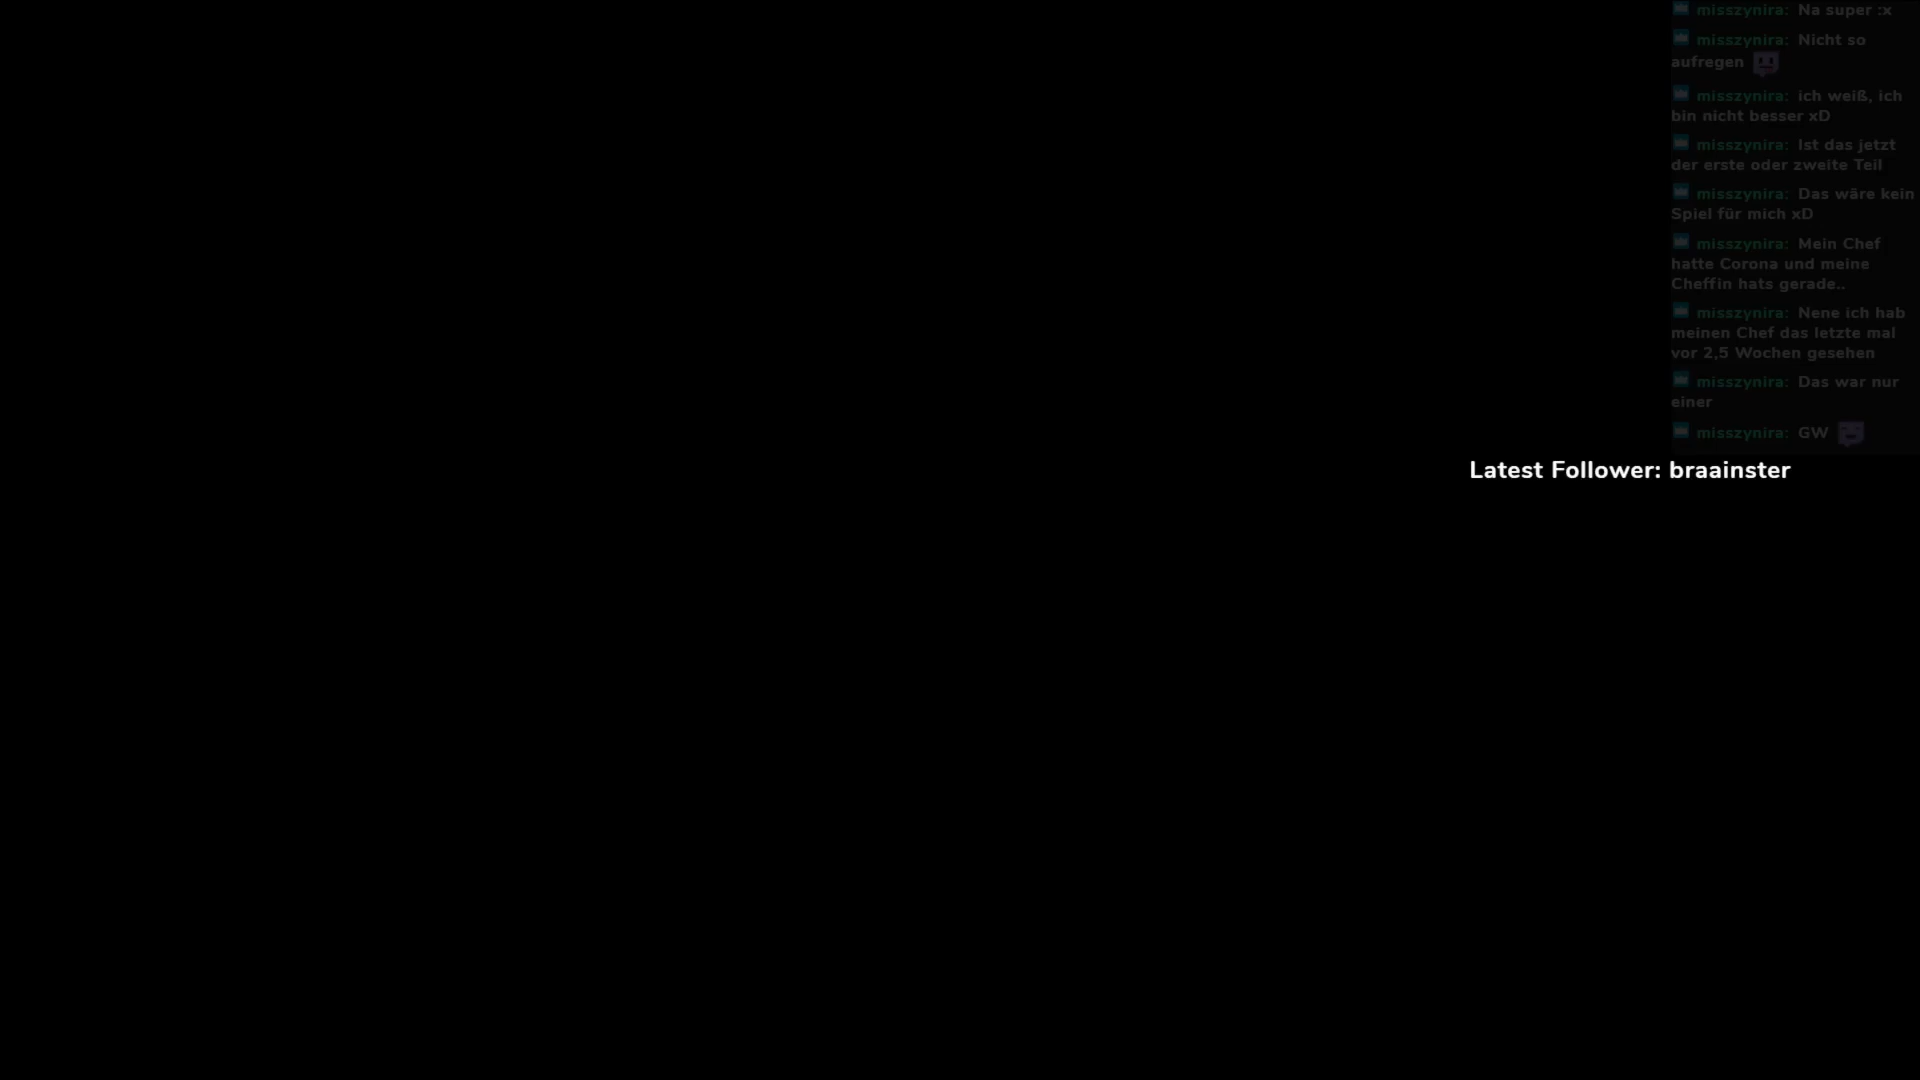 misszynira: Na super :x
misszynira: Nicht so
aufregen
misszynira: ich weiß, ich
bin nicht besser xD
misszynira: Ist das jetzt
der erste oder zweite Teil
misszynira: Das wäre kein
Spiel für mich xD
misszynira: Mein Chef
hatte Corona und meine
Cheffin hats gerade..
misszynira: Nene ich hab
meinen Chef das letzte mal
vor 2,5 Wochen gesehen
misszynira: Das war nur
einer
misszynira: GW
Latest Follower: braainster